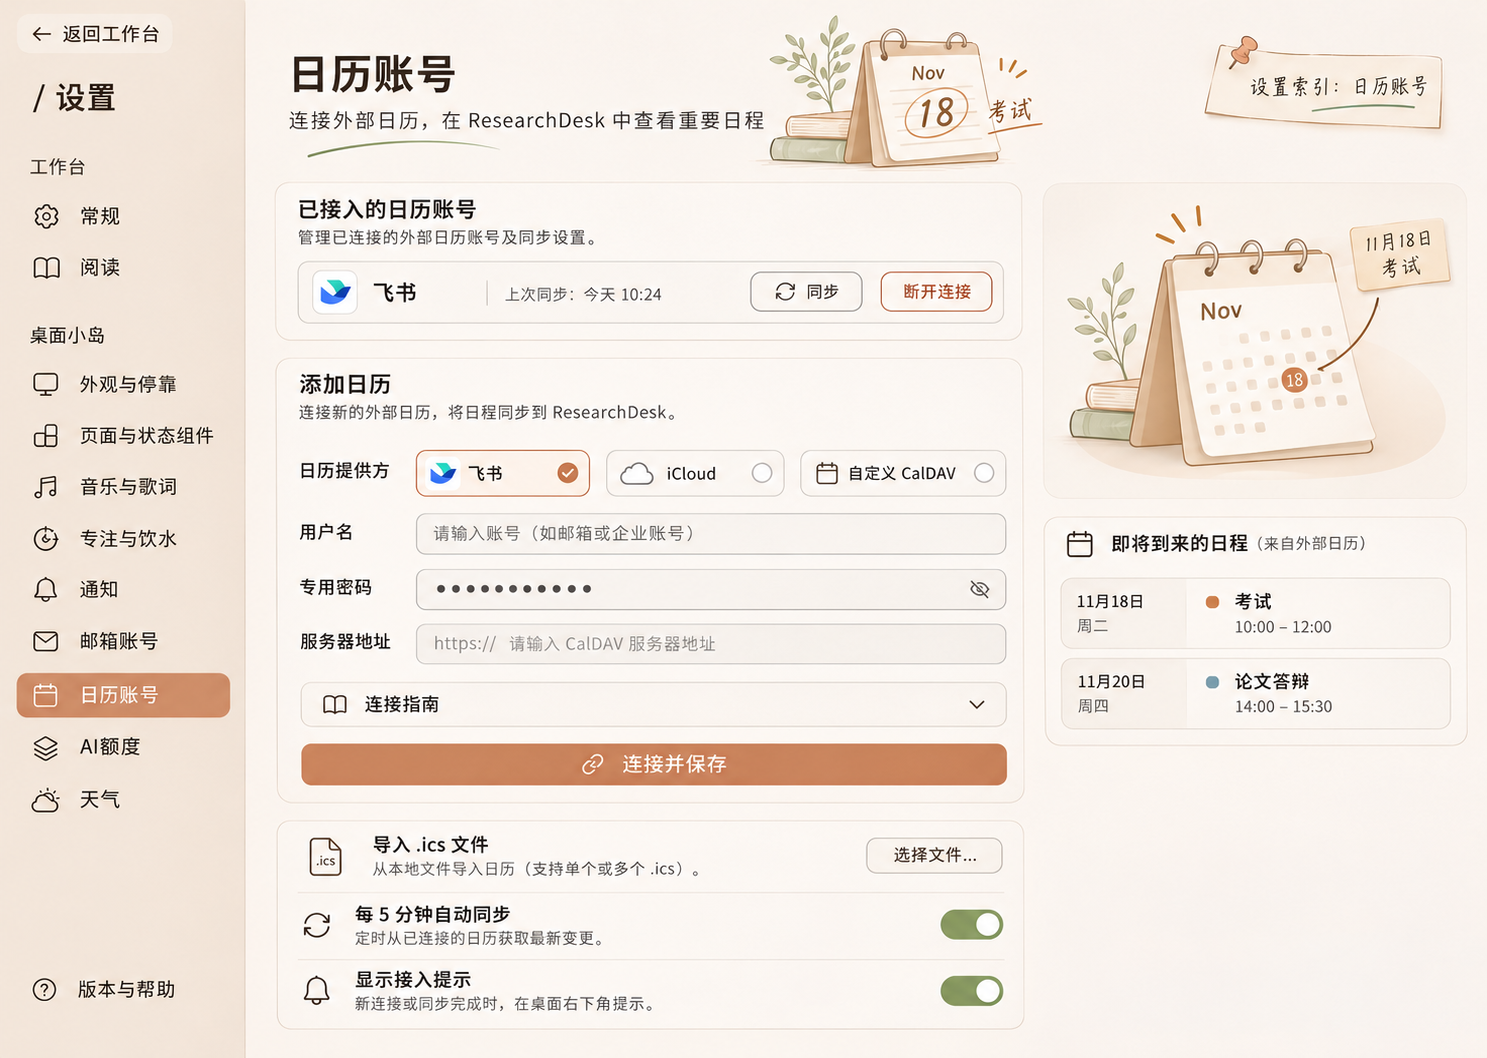 返回工作台
/ 设置
工作台
常规
阅读
桌面小岛
外观与停靠
页面与状态组件
音乐与歌词
专注与饮水
通知
邮箱账号
日历账号
AI额度
天气
版本与帮助
日历账号
连接外部日历，在 ResearchDesk 中查看重要日程
Nov
18
考试
设置索引：日历账号
已接入的日历账号
管理已连接的外部日历账号及同步设置。
飞书
上次同步：今天 10:24
同步
断开连接
添加日历
连接新的外部日历，将日程同步到 ResearchDesk。
日历提供方
飞书
iCloud
自定义 CalDAV
用户名
请输入账号（如邮箱或企业账号）
专用密码
服务器地址
https:// 请输入 CalDAV 服务器地址
连接指南
连接并保存
.ics
导入 .ics 文件
从本地文件导入日历（支持单个或多个 .ics）。
选择文件...
每 5 分钟自动同步
定时从已连接的日历获取最新变更。
显示接入提示
新连接或同步完成时，在桌面右下角提示。
11月18日
考试
Nov
18
即将到来的日程（来自外部日历）
11月18日
周二
考试
10:00 – 12:00
11月20日
周四
论文答辩
14:00 – 15:30